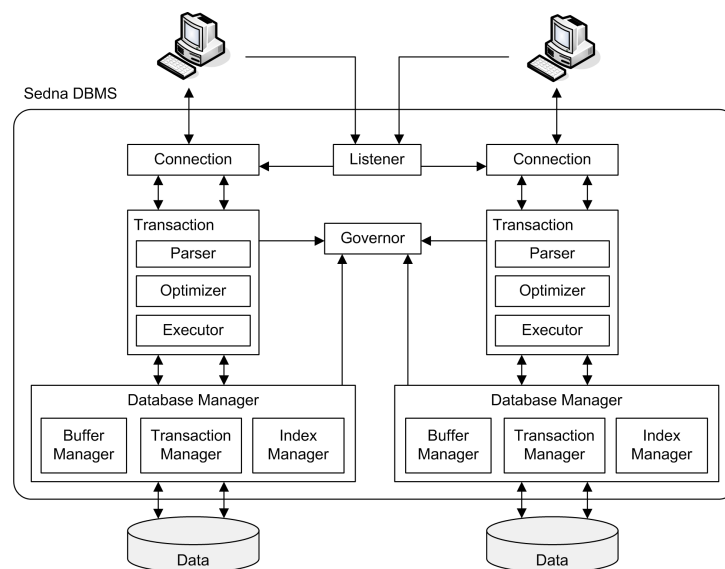 Sedna DBMS
Connection
Listener
Connection
Transaction
Parser
Optimizer
Executor
Governor
Transaction
Parser
Optimizer
Executor
Database Manager
Buffer
Manager
Transaction
Manager
Index
Manager
Database Manager
Buffer
Manager
Transaction
Manager
Index
Manager
Data
Data